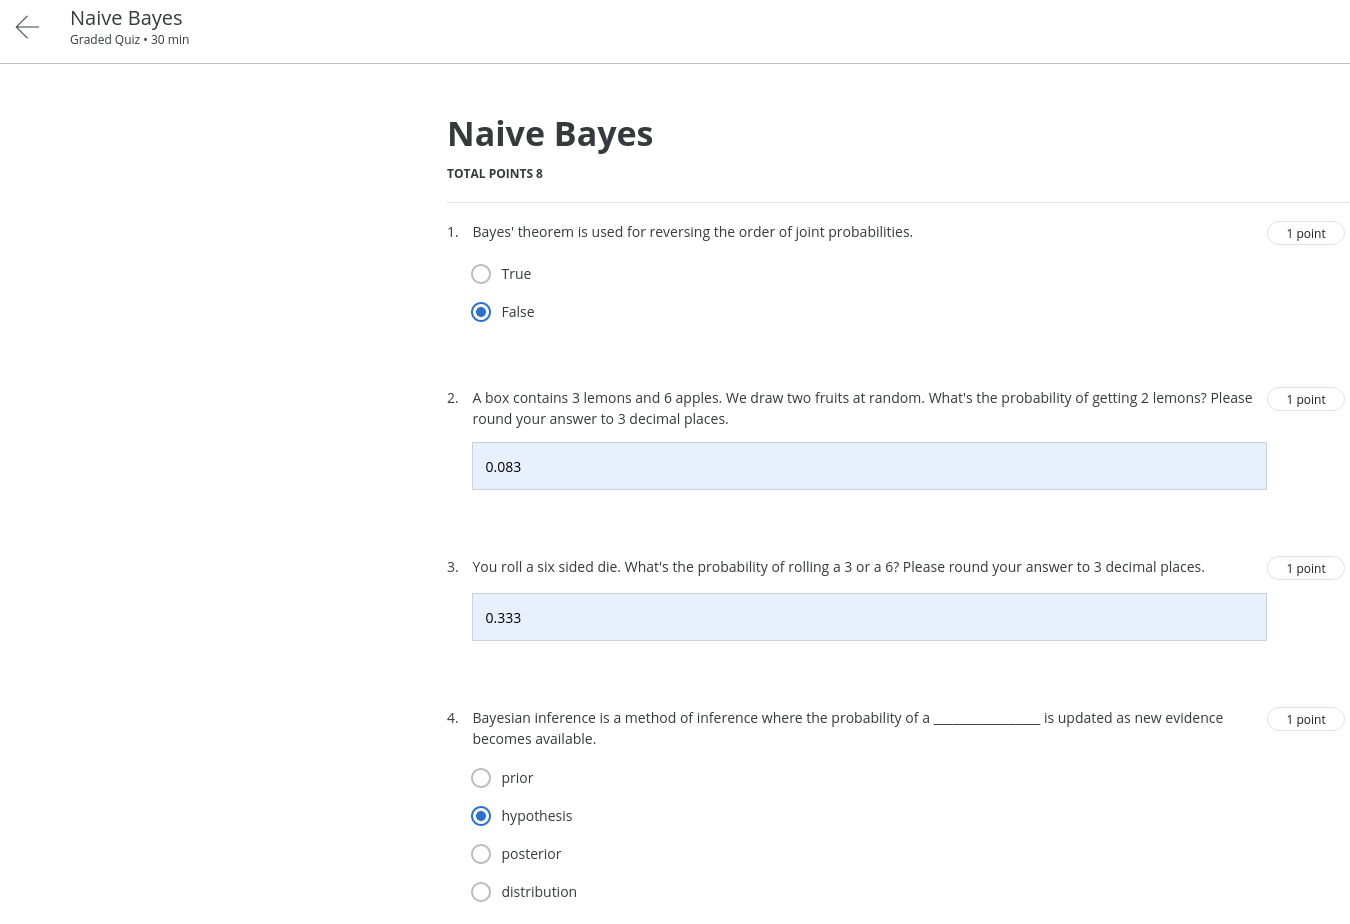 Naive Bayes
Graded Quiz • 30 min
Naive Bayes
TOTAL POINTS 8
1. Bayes' theorem is used for reversing the order of joint probabilities. 1 point
True
False
2. A box contains 3 lemons and 6 apples. We draw two fruits at random. What's the probability of getting 2 lemons? Please 1 point
round your answer to 3 decimal places.
0.083
3. You roll a six sided die. What's the probability of rolling a 3 or a 6? Please round your answer to 3 decimal places. 1 point
0.333
4. Bayesian inference is a method of inference where the probability of a ________________ is updated as new evidence 1 point
becomes available.
prior
hypothesis
posterior
distribution